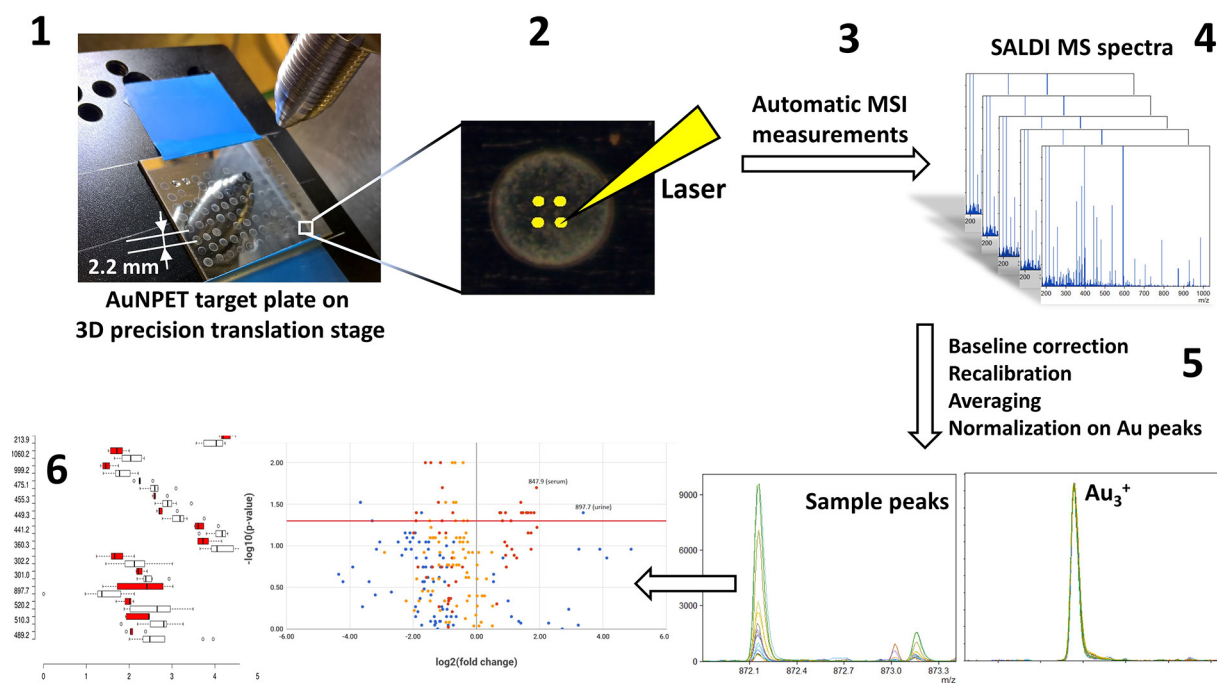 1
2.2 mm
AuNPET target plate on
3D precision translation stage
2
Laser
3
Automatic MSI
measurements
SALDI MS spectra
4
200
200
200
200
200 300 400 500 600 700 800 900 1000
m/z
5
Baseline correction
Recalibration
Averaging
Normalization on Au peaks
Sample peaks
9000
6000
3000
0
872.1 872.4 872.7 873.0 873.3
m/z
Au3+
6
213.9
1060.2
999.2
475.1
455.3
449.3
441.2
360.3
302.2
301.0
897.7
520.2
510.3
489.2
0 1 2 3 4 5
-log10(p-value)
2.00
1.50
1.00
0.50
0.00
847.9 (serum)
897.7 (urine)
-6.00 -4.00 -2.00 0.00 2.00 4.00 6.0
log2(fold change)